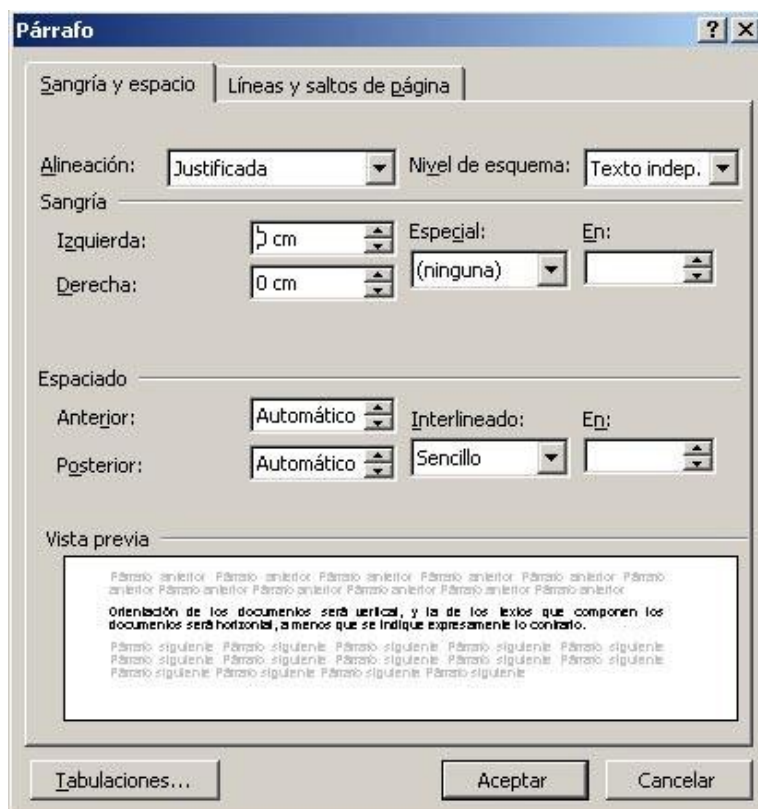 Párrafo
Sangría y espacio Líneas y saltos de página
Alineación: Justificada Nivel de esquema: Texto indep.
Sangría
Izquierda: cm Especial: En:
Derecha: 0 cm (ninguna)
Espaciado
Anterior: Automático Interlineado: En:
Posterior: Automático Sencillo
Vista previa
Párrafo anterior Párrafo anterior Párrafo anterior Párrafo anterior Párrafo anterior Párrafo
anterior Párrafo anterior Párrafo anterior Párrafo anterior Párrafo anterior Párrafo anterior
Orientación de los documentos será vertical, y la de los textos que componen los
documentos será horizontal, a menos que se indique expresamente lo contrario.
Párrafo siguiente Párrafo siguiente Párrafo siguiente Párrafo siguiente Párrafo siguiente
Párrafo siguiente Párrafo siguiente Párrafo siguiente Párrafo siguiente Párrafo siguiente
Párrafo siguiente Párrafo siguiente Párrafo siguiente Párrafo siguiente
Tabulaciones... Aceptar Cancelar